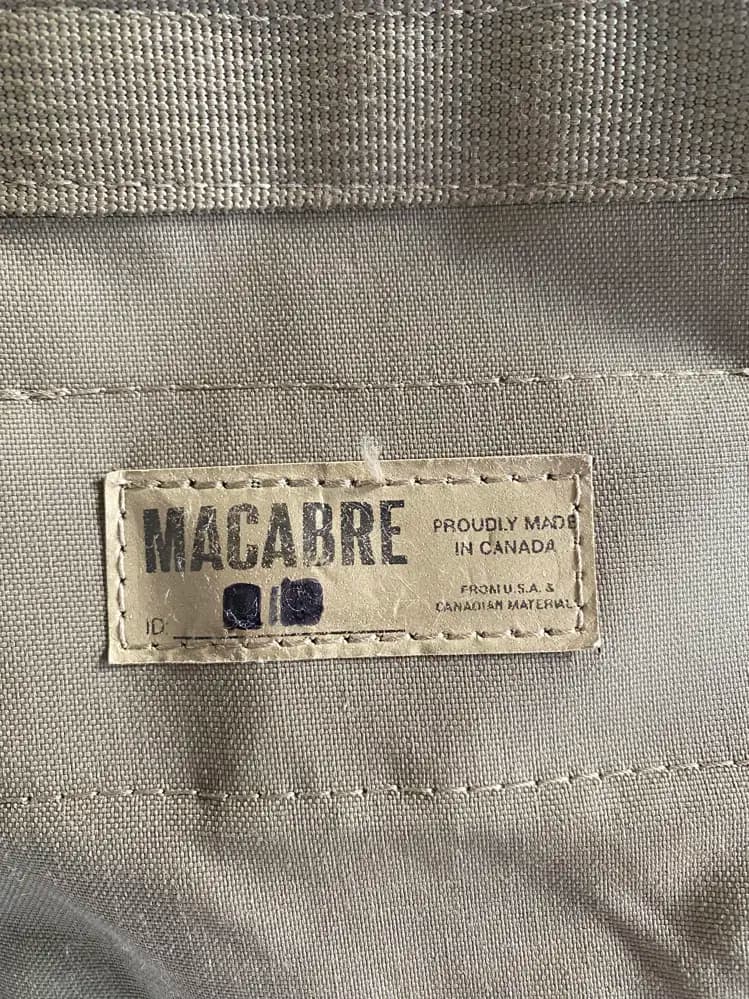 MACABRE
ID:
PROUDLY MADE
IN CANADA
FROM U.S.A. &
CANADIAN MATERIAL